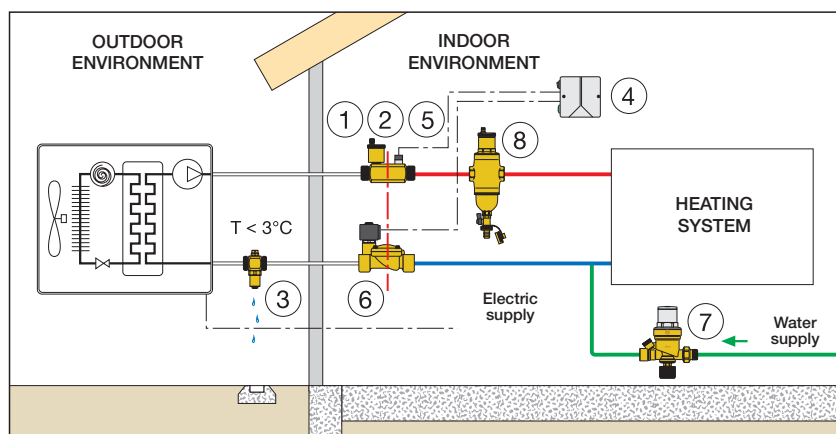 OUTDOOR
ENVIRONMENT
INDOOR
ENVIRONMENT
1 2 5
4
8
HEATING
SYSTEM
T < 3°C
3
6
Electric
supply
7
Water
supply